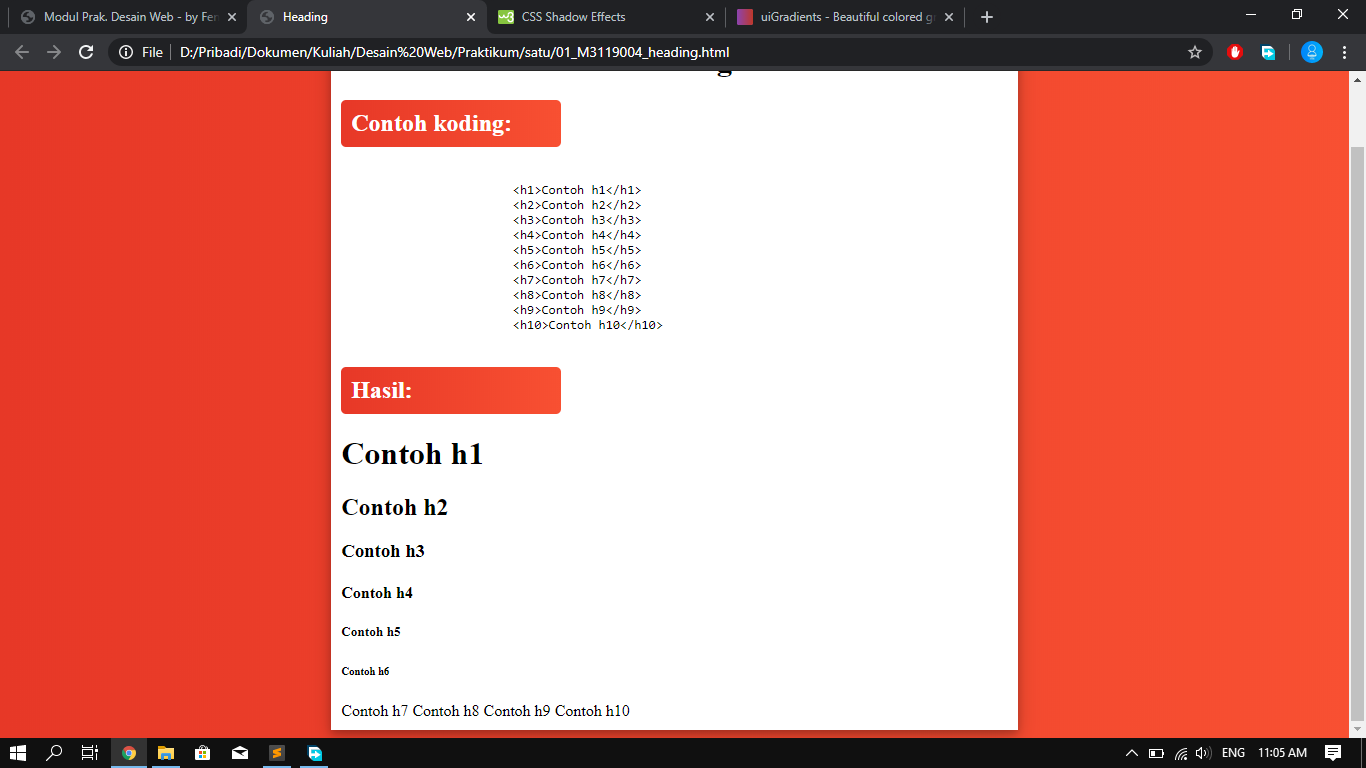 Modul Prak. Desain Web - by Fer
Heading
CSS Shadow Effects
uiGradients - Beautiful colored g
File
D:/Pribadi/Dokumen/Kuliah/Desain%20Web/Praktikum/satu/01_M3119004_heading.html
Contoh koding:
<h1>Contoh h1</h1>
<h2>Contoh h2</h2>
<h3>Contoh h3</h3>
<h4>Contoh h4</h4>
<h5>Contoh h5</h5>
<h6>Contoh h6</h6>
<h7>Contoh h7</h7>
<h8>Contoh h8</h8>
<h9>Contoh h9</h9>
<h10>Contoh h10</h10>
Hasil:
Contoh h1
Contoh h2
Contoh h3
Contoh h4
Contoh h5
Contoh h6
Contoh h7 Contoh h8 Contoh h9 Contoh h10
ENG
11:05 AM